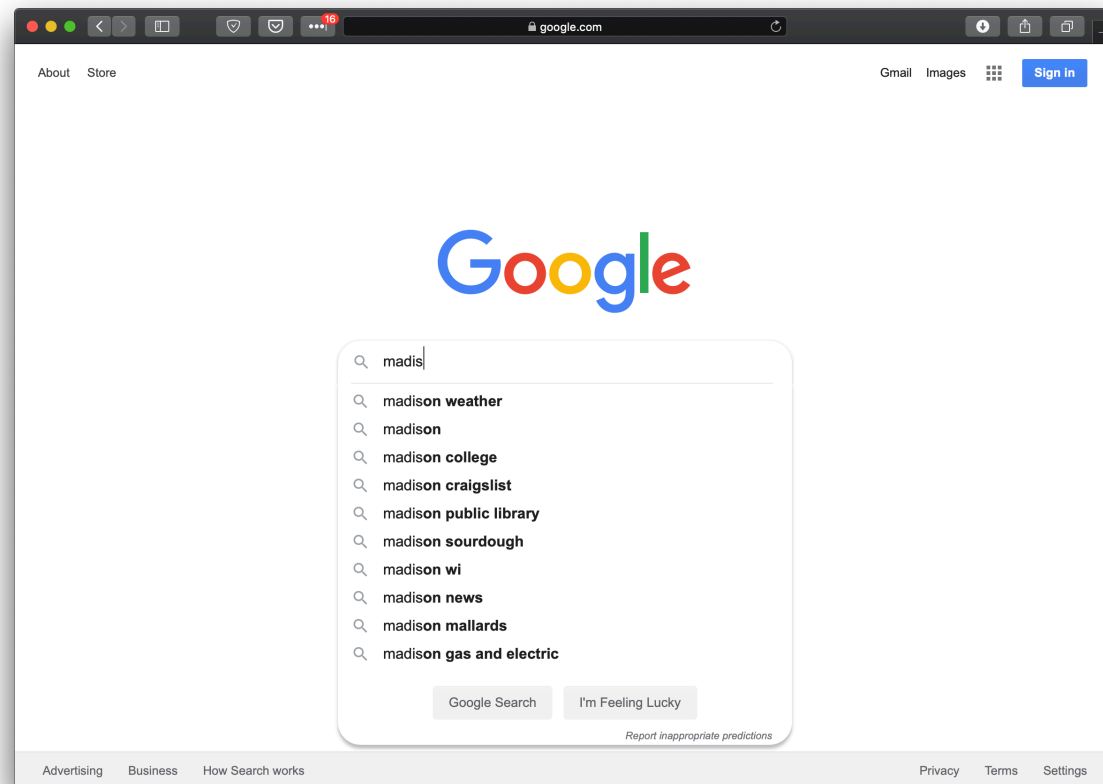 16
google.com
About Store Gmail Images Sign in
Google
madis
madison weather
madison
madison college
madison craigslist
madison public library
madison sourdough
madison wi
madison news
madison mallards
madison gas and electric
Google Search I'm Feeling Lucky
Report inappropriate predictions
Advertising Business How Search works Privacy Terms Settings